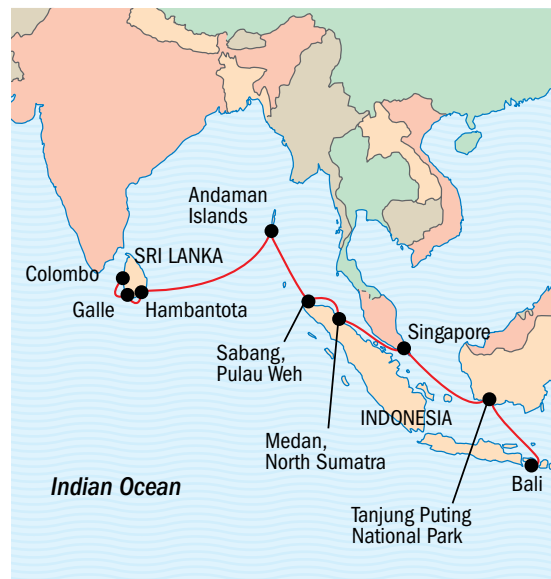 Andaman
Islands
SRI LANKA
Colombo
Galle
Hambantota
Sabang,
Pulau Weh
Singapore
INDONESIA
Medan,
North Sumatra
Indian Ocean
Bali
Tanjung Puting
National Park